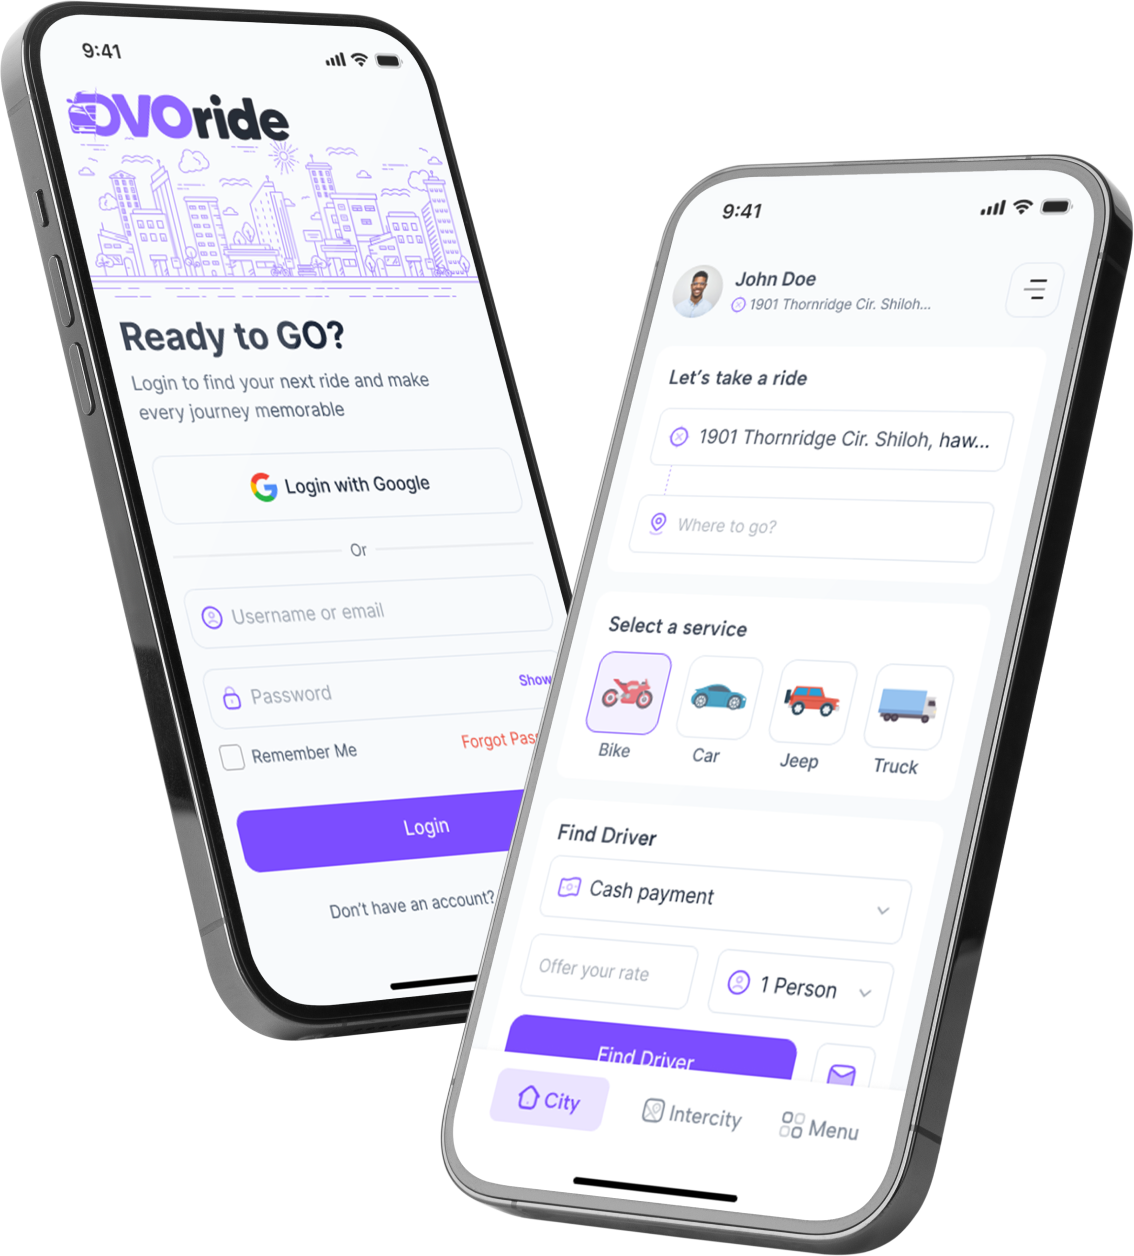 9:41
OVOride
Ready to GO?
Login to find your next ride and make
every journey memorable
Login with Google
Or
Username or email
Password
Show
Remember Me
Forgot Pass
Login
Don't have an account?
9:41
John Doe
1901 Thornridge Cir. Shiloh...
Let's take a ride
1901 Thornridge Cir. Shiloh, haw...
Where to go?
Select a service
Bike
Car
Jeep
Truck
Find Driver
Cash payment
Offer your rate
1 Person
Find Driver
City
Intercity
Menu